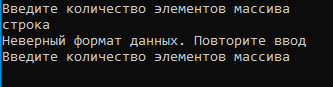 Введите количество элементов массива
строка
Неверный формат данных. Повторите ввод
Введите количество элементов массива